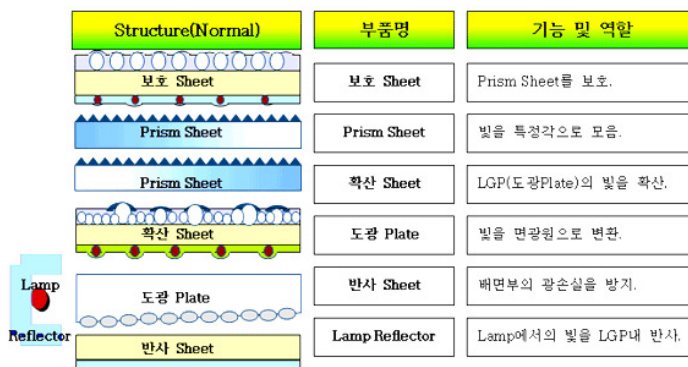 Structure(Normal)
부품명
기능 및 역할
보호 Sheet
보호 Sheet
Prism Sheet를 보호.
Prism Sheet
Prism Sheet
빛을 특정각으로 모음.
Prism Sheet
확산 Sheet
LGP(도광Plate)의 빛을 확산.
확산 Sheet
도광 Plate
빛을 면광원으로 변환.
Lamp
도광 Plate
반사 Sheet
배면부의 광손실을 방지.
Reflector
반사 Sheet
Lamp Reflector
Lamp에서의 빛을 LGP내 반사.